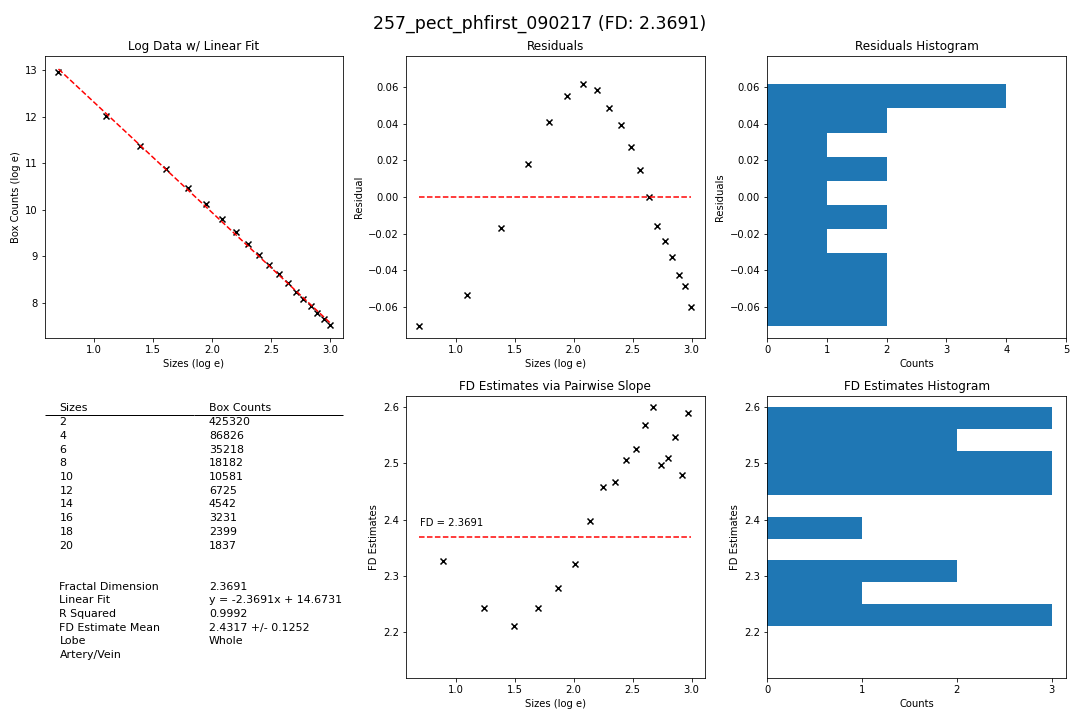 257_pect_phfirst_090217 (FD: 2.3691)
Log Data w/ Linear Fit
13
12
11
10
9
8
Box Counts (log e)
1.0 1.5 2.0 2.5 3.0
Sizes (log e)
Residuals
0.06
0.04
0.02
0.00
−0.02
−0.04
−0.06
Residual
1.0 1.5 2.0 2.5 3.0
Sizes (log e)
Residuals Histogram
0.06
0.04
0.02
0.00
−0.02
−0.04
−0.06
Residuals
0 1 2 3 4 5
Counts
Sizes Box Counts
2 425320
4 86826
6 35218
8 18182
10 10581
12 6725
14 4542
16 3231
18 2399
20 1837
Fractal Dimension 2.3691
Linear Fit y = -2.3691x + 14.6731
R Squared 0.9992
FD Estimate Mean 2.4317 +/- 0.1252
Lobe Whole
Artery/Vein
FD Estimates via Pairwise Slope
2.6
2.5
2.4
2.3
2.2
FD Estimates
FD = 2.3691
1.0 1.5 2.0 2.5 3.0
Sizes (log e)
FD Estimates Histogram
2.6
2.5
2.4
2.3
2.2
FD Estimates
0 1 2 3
Counts